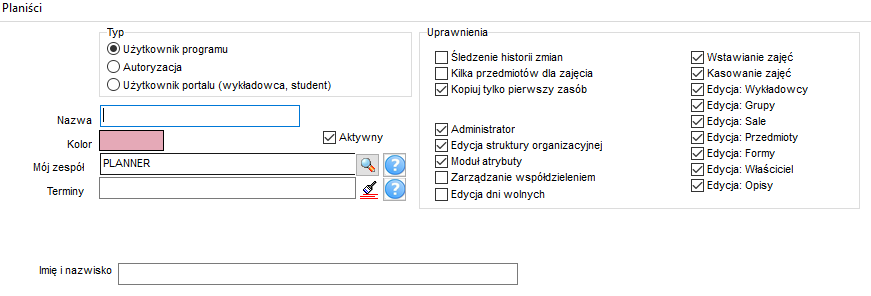 Planiści
Typ
Użytkownik programu
Autoryzacja
Użytkownik portalu (wykładowca, student)
Nazwa
Kolor
Aktywny
Mój zespół
PLANNER
?
Terminy
?
Uprawnienia
Śledzenie historii zmian
Kilka przedmiotów dla zajęcia
Kopiuj tylko pierwszy zasób
Administrator
Edycja struktury organizacyjnej
Moduł atrybuty
Zarządzanie współdzieleniem
Edycja dni wolnych
Wstawianie zajęć
Kasowanie zajęć
Edycja: Wykładowcy
Edycja: Grupy
Edycja: Sale
Edycja: Przedmioty
Edycja: Formy
Edycja: Właściciel
Edycja: Opisy
Imię i nazwisko